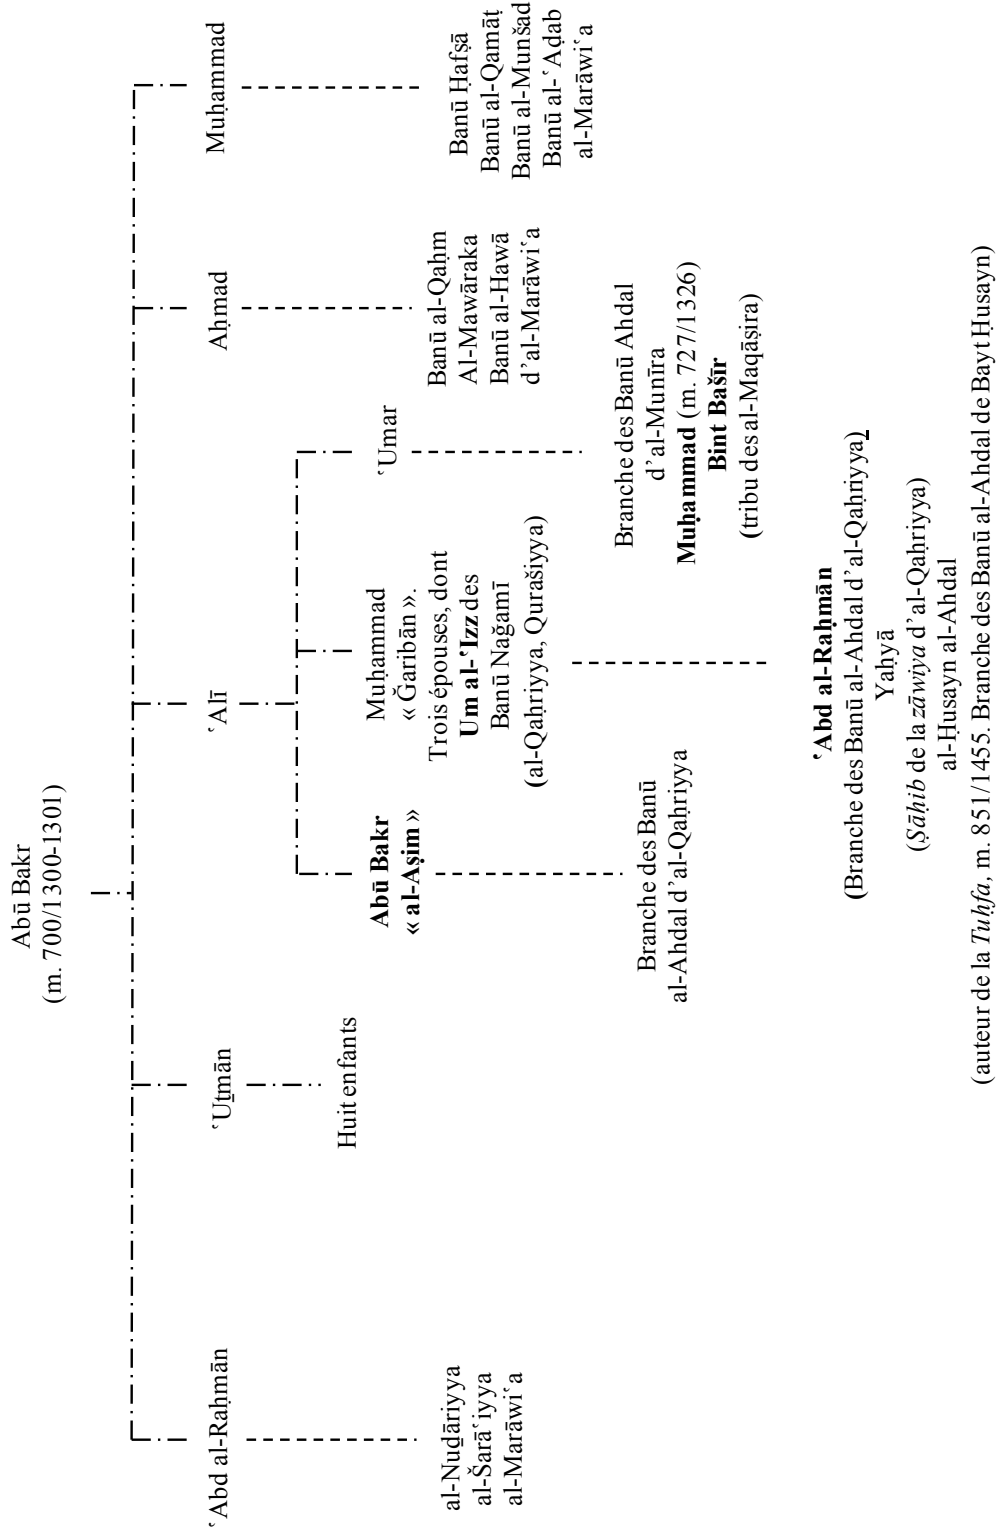 Abū Bakr
(m. 700/1300-1301)
ʿAbd al-Raḥmān
ʿUṯmān
ʿAlī
Aḥmad
Muḥammad
al-Nuḍāriyya
al-Šarāʿiyya
al-Marāwiʿa
Huit enfants
Abū Bakr
« al-Aṣim »
Muḥammad
« Ǧaribān ».
Trois épouses, dont
Um al-ʿIzz des
Banū Naǧamī
(al-Qaḥriyya, Qurašiyya)
ʿUmar
Banū al-Qaḥm
Al-Mawāraka
Banū al-Hawā
d’al-Marāwiʿa
Banū Ḥafṣā
Banū al-Qamāṭ
Banū al-Munšad
Banū al-ʿAḍab
al-Marāwiʿa
Branche des Banū
al-Ahdal d’al-Qaḥriyya
Branche des Banū Ahdal
d’al-Munīra
Muḥammad (m. 727/1326)
Bint Bašīr
(tribu des al-Maqāṣira)
ʿAbd al-Raḥmān
(Branche des Banū al-Ahdal d’al-Qaḥriyya)
Yaḥyā
(Ṣāḥib de la zāwiya d’al-Qaḥriyya)
al-Ḥusayn al-Ahdal
(auteur de la Tuḥfa, m. 851/1455. Branche des Banū al-Ahdal de Bayt Ḥusayn)